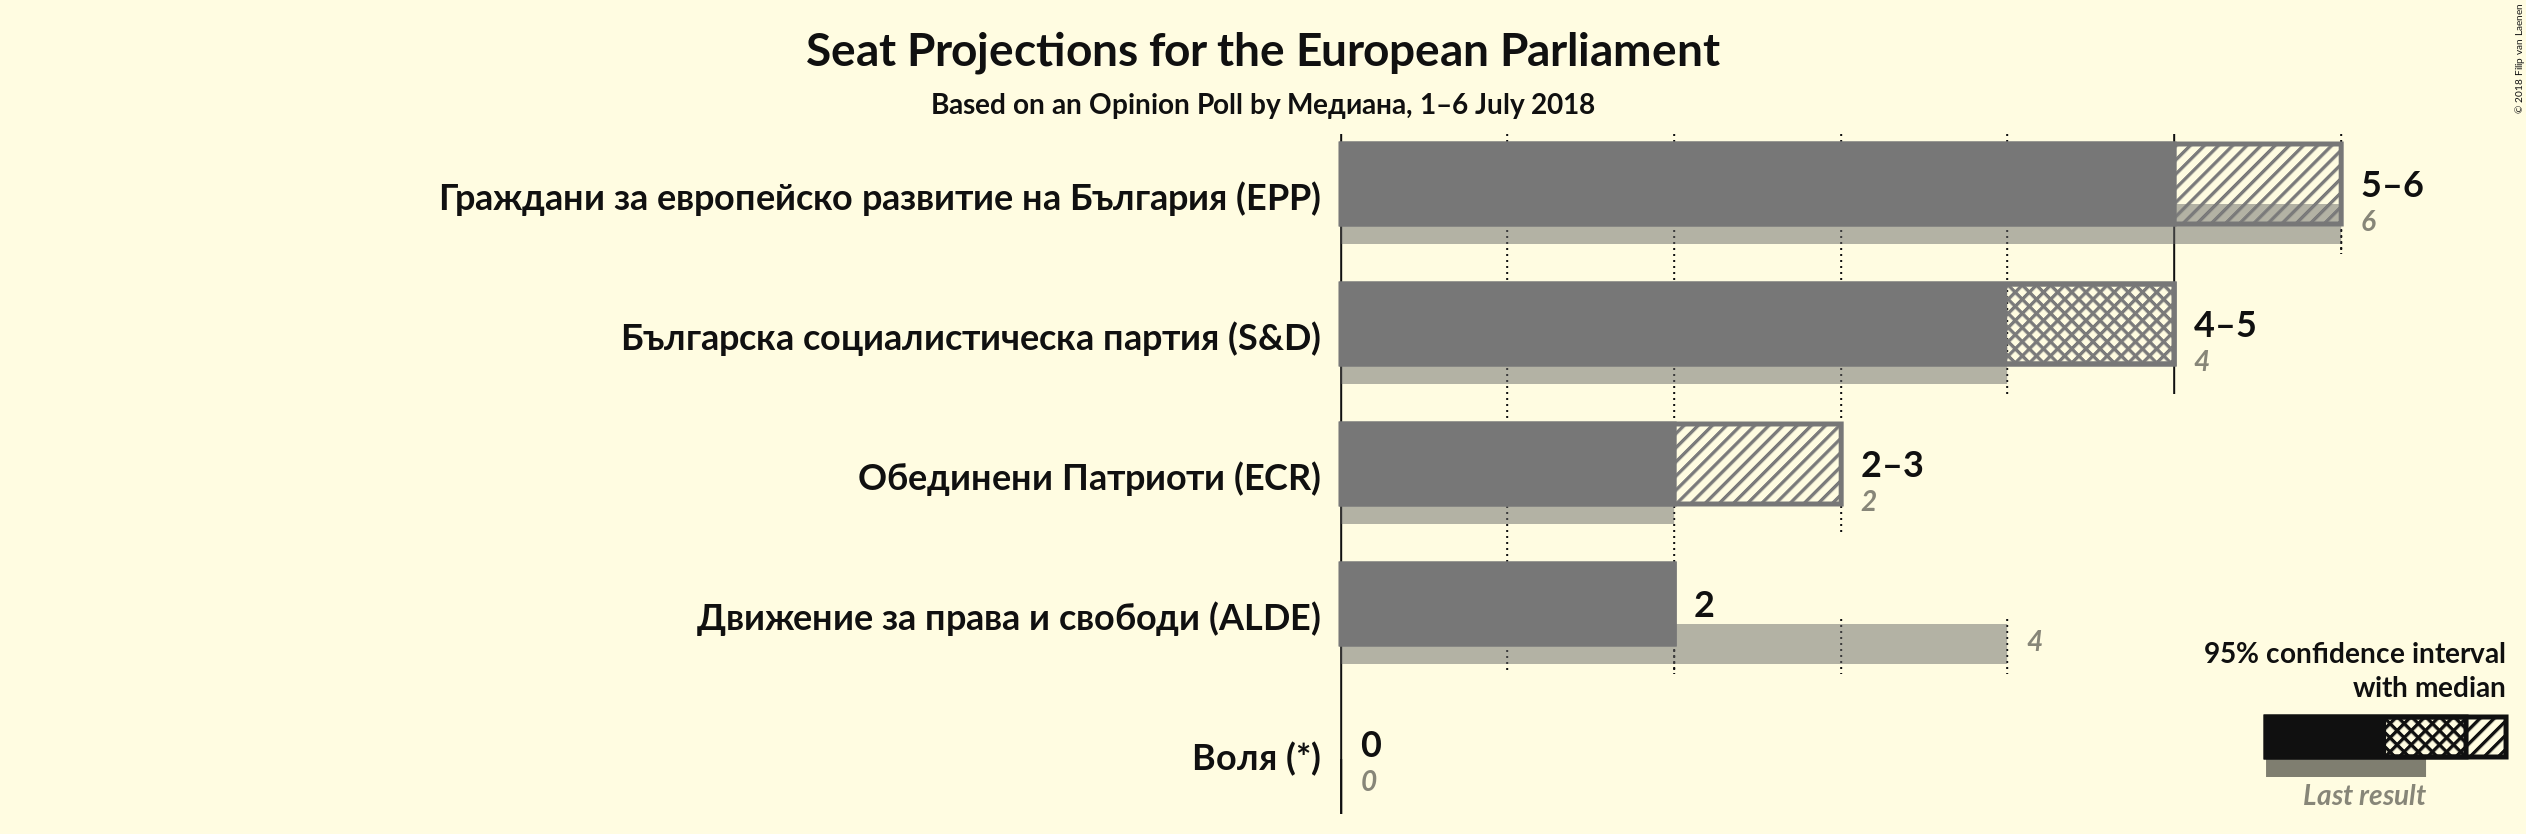 Seat Projections for the European Parliament
Based on an Opinion Poll by Медиана, 1–6 July 2018
© 2018 Filip van Laenen
Граждани за европейско развитие на България (EPP)
5–6
6
Българска социалистическа партия (S&D)
4–5
4
Обединени Патриоти (ECR)
2–3
2
Движение за права и свободи (ALDE)
2
4
Воля (*)
0
0
95% confidence interval
with median
Last result